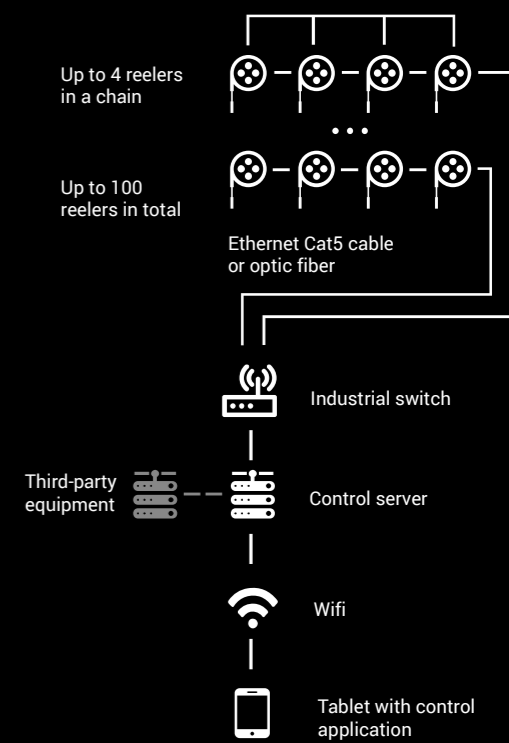 Up to 4 reelers
in a chain
Up to 100
reelers in total
Ethernet Cat5 cable
or optic fiber
Industrial switch
Third-party
equipment
Control server
Wifi
Tablet with control
application